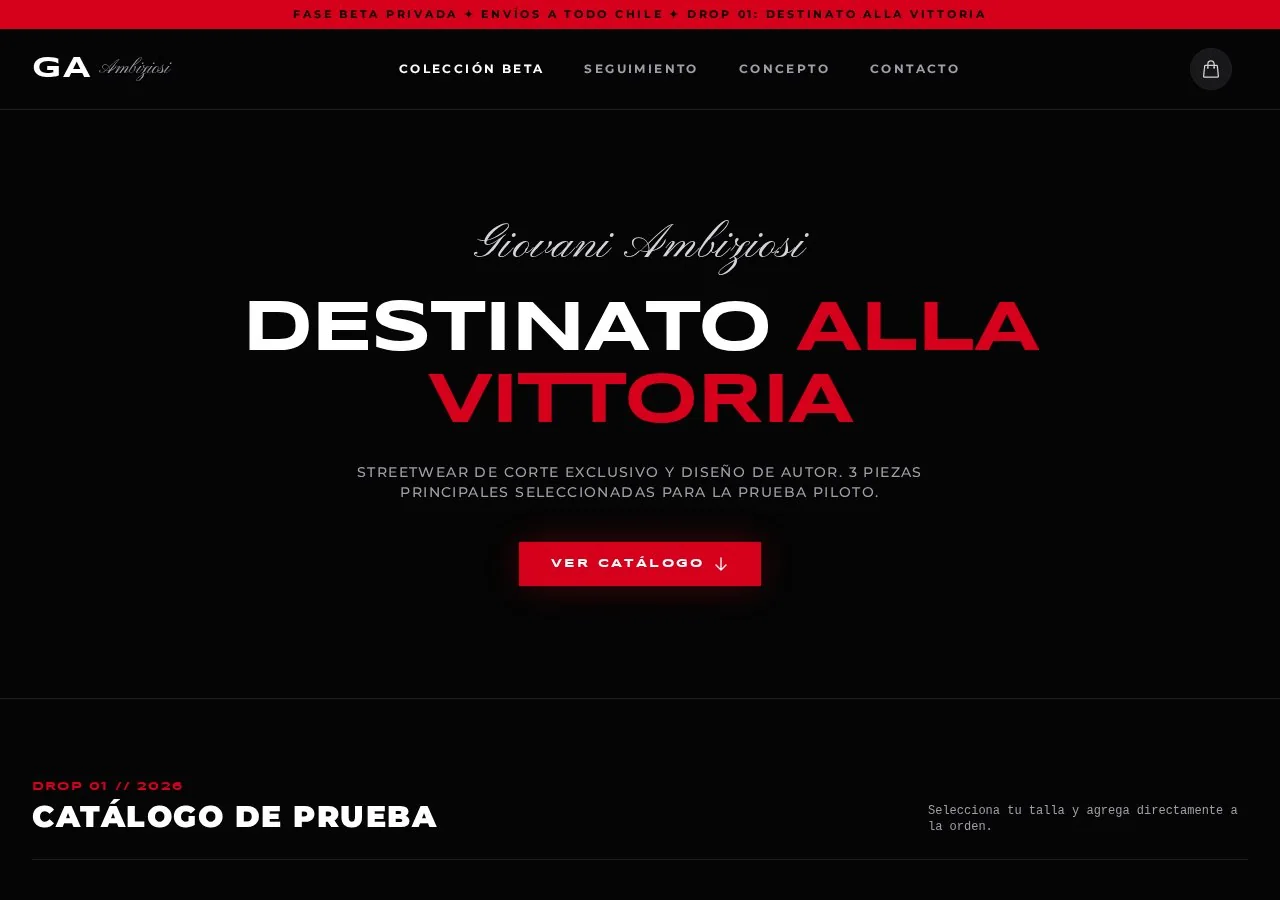 FASE BETA PRIVADA ✦ ENVÍOS A TODO CHILE ✦ DROP 01: DESTINATO ALLA VITTORIA
GA Ambiziosi
COLECCIÓN BETA
SEGUIMIENTO
CONCEPTO
CONTACTO
Giovani Ambiziosi
DESTINATO ALLA
VITTORIA
STREETWEAR DE CORTE EXCLUSIVO Y DISEÑO DE AUTOR. 3 PIEZAS
PRINCIPALES SELECCIONADAS PARA LA PRUEBA PILOTO.
VER CATÁLOGO ↓
DROP 01 // 2026
CATÁLOGO DE PRUEBA
Selecciona tu talla y agrega directamente a
la orden.